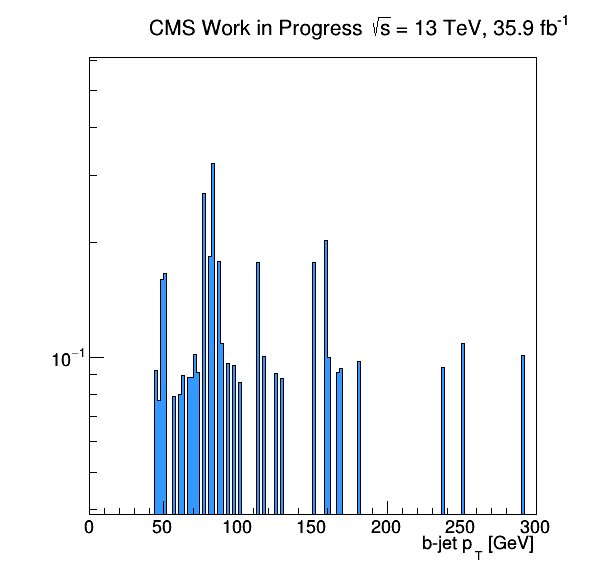 CMS Work in Progress √s = 13 TeV, 35.9 fb⁻¹
10⁻¹
0 50 100 150 200 250 300
b-jet p_T [GeV]